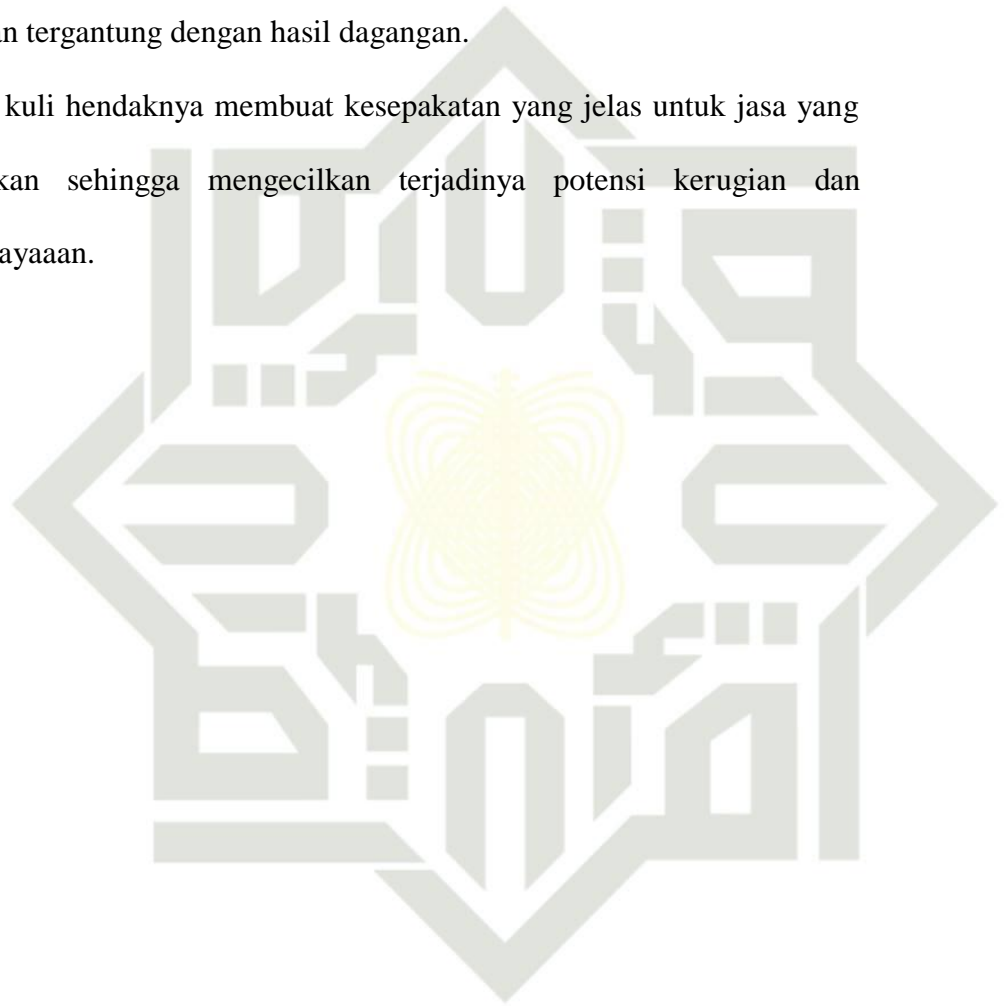 an tergantung dengan hasil dagangan.
kuli hendaknya membuat kesepakatan yang jelas untuk jasa yang
kan sehingga mengecilkan terjadinya potensi kerugian dan
ayaaan.